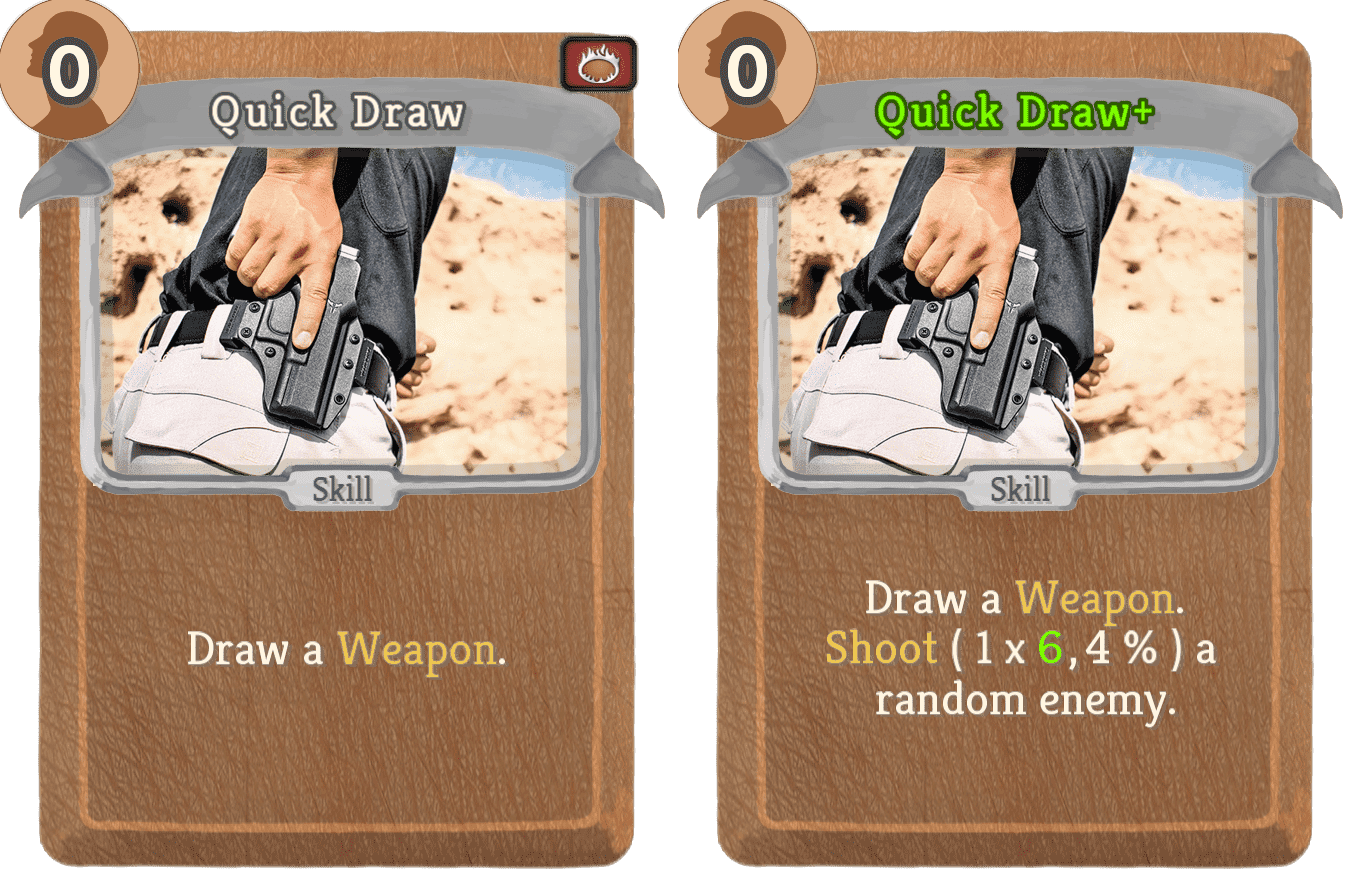 0
Quick Draw
Skill
Draw a Weapon.
0
Quick Draw+
Skill
Draw a Weapon.
Shoot ( 1 x 6, 4 % ) a
random enemy.